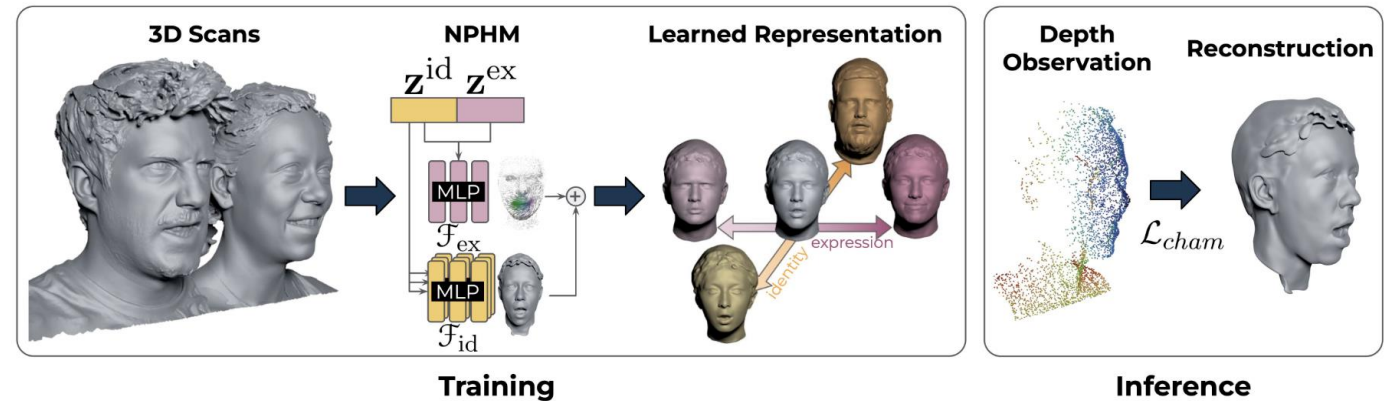 3D Scans
NPHM
Learned Representation
Depth
Observation
Reconstruction
z^id z^ex
MLP
ℱ_ex
MLP
ℱ_id
+
expression
identity
ℒ_cham
Training
Inference